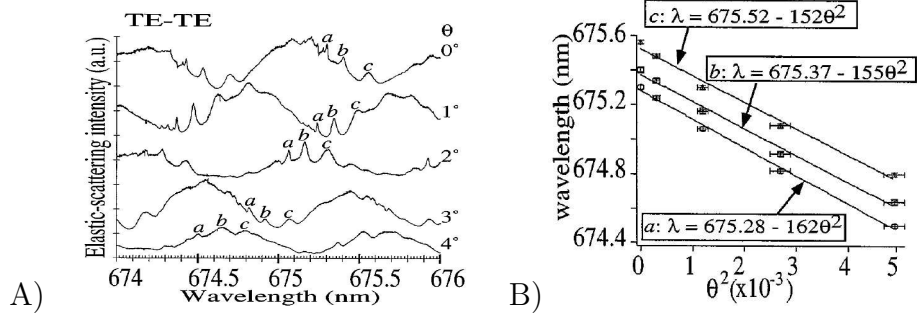 TE-TE
θ
Elastic-scattering intensity (a.u.)
a
b
c
0°
a
b
c
1°
a
b
c
2°
a
b
c
3°
a
b
c
4°
674
674.5
675
675.5
676
Wavelength (nm)
A)
c: λ = 675.52 - 152θ²
b: λ = 675.37 - 155θ²
a: λ = 675.28 - 162θ²
wavelength (nm)
675.6
675.2
674.8
674.4
0
1
2
3
4
5
θ²(x10⁻³)
B)